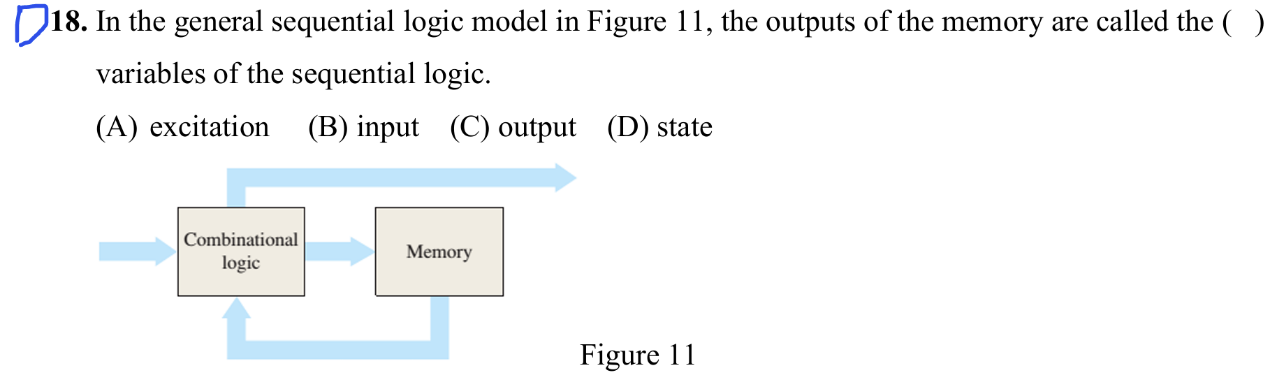 D 18. In the general sequential logic model in Figure 11, the outputs of the memory are called the ( )
variables of the sequential logic.
(A) excitation (B) input (C) output (D) state
Combinational
logic
Memory
Figure 11